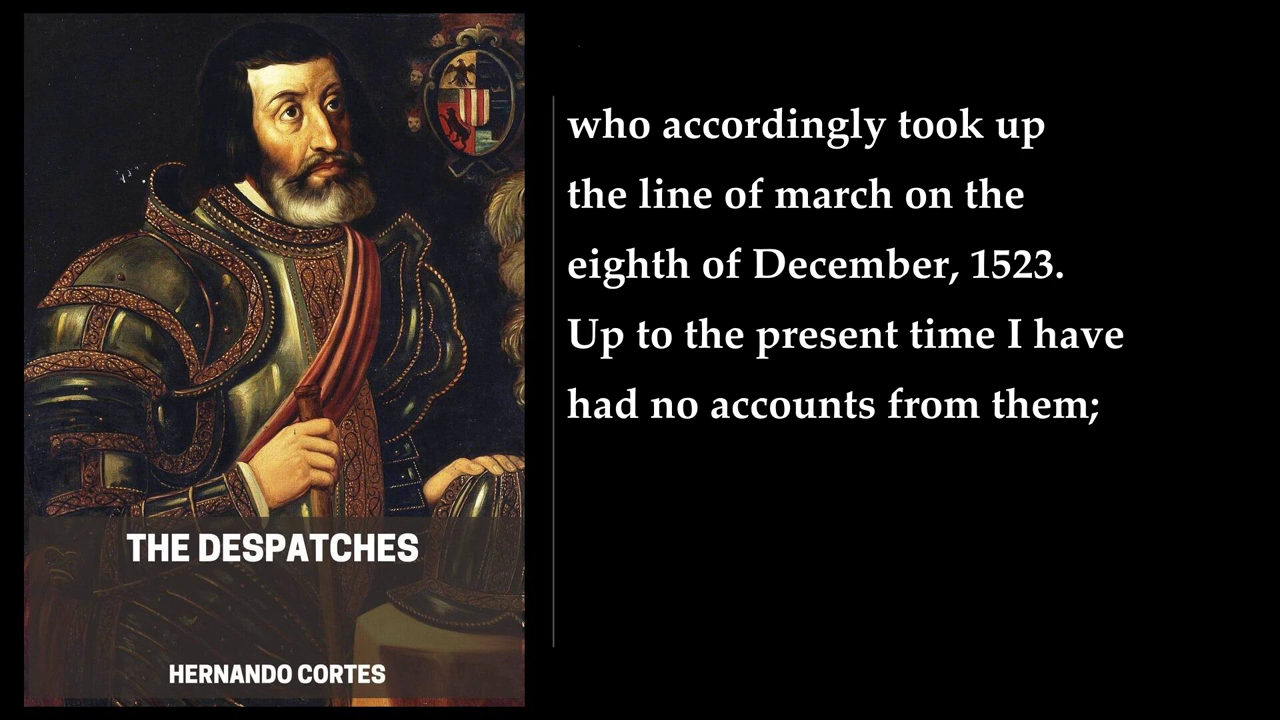 THE DESPATCHES
HERNANDO CORTES
who accordingly took up
the line of march on the
eighth of December, 1523.
Up to the present time I have
had no accounts from them;